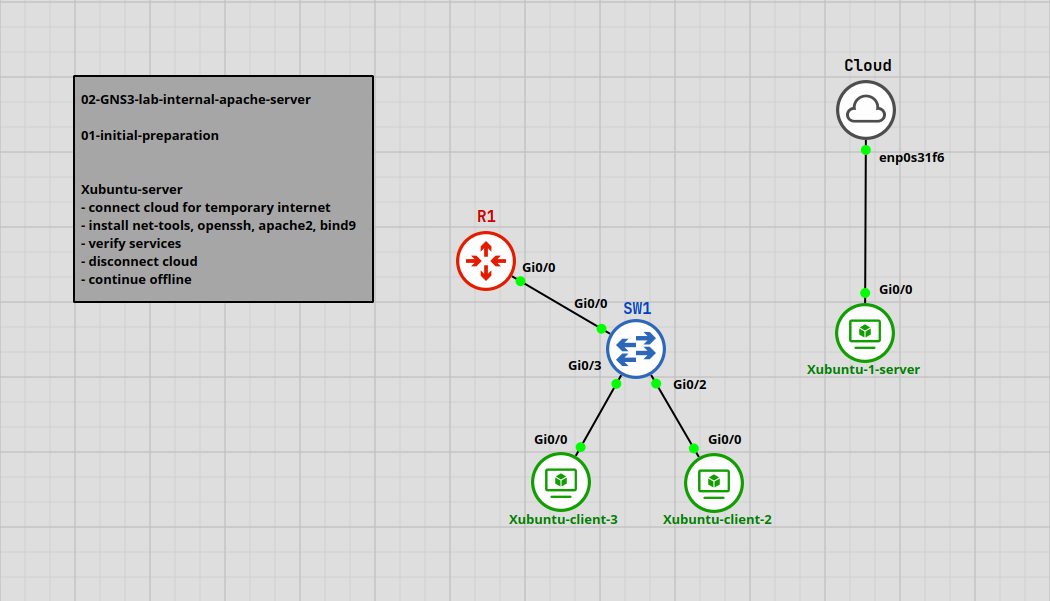 02-GNS3-lab-internal-apache-server
01-initial-preparation
Xubuntu-server
- connect cloud for temporary internet
- install net-tools, openssh, apache2, bind9
- verify services
- disconnect cloud
- continue offline
Cloud
enp0s31f6
R1
Gi0/0
Gi0/0
Gi0/0
SW1
Gi0/3
Xubuntu-1-server
Gi0/2
Gi0/0
Gi0/0
Xubuntu-client-3
Xubuntu-client-2